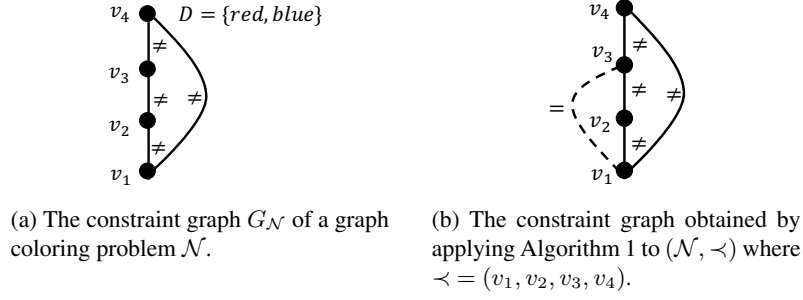 v₄ D = {red, blue}
≠
v₃
≠ ≠
v₂
≠
v₁
(a) The constraint graph G_𝒩 of a graph
coloring problem 𝒩.
v₄
≠
v₃
= ≠ ≠
v₂
≠
v₁
(b) The constraint graph obtained by
applying Algorithm 1 to (𝒩, ≺) where
≺ = (v₁, v₂, v₃, v₄).